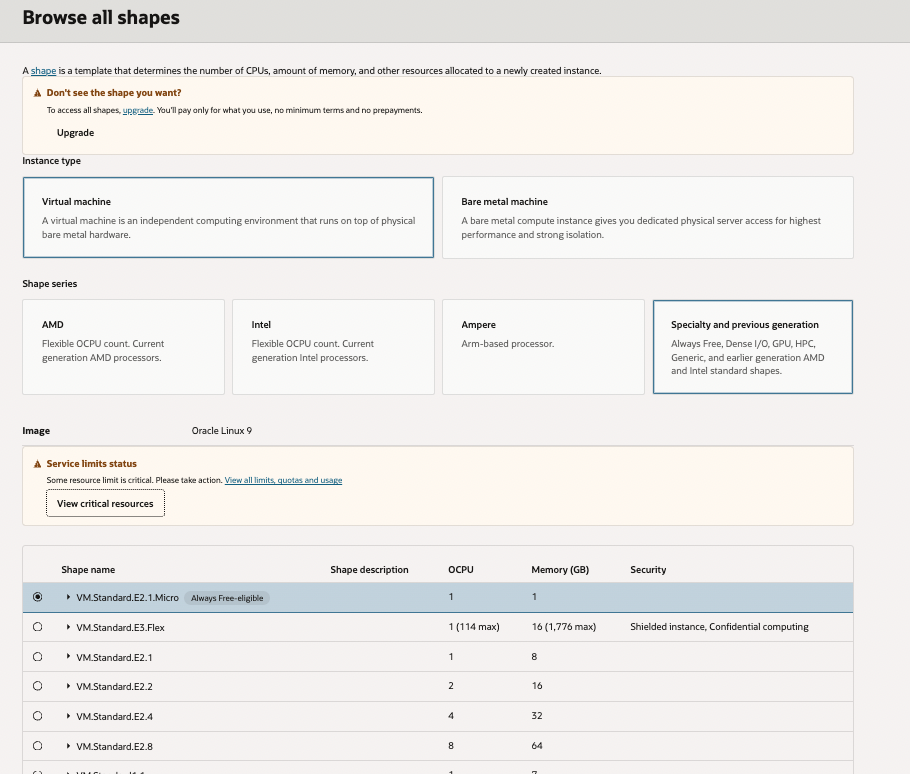 Browse all shapes
A shape is a template that determines the number of CPUs, amount of memory, and other resources allocated to a newly created instance.
Don't see the shape you want?
To access all shapes, upgrade. You'll pay only for what you use, no minimum terms and no prepayments.
Upgrade
Instance type
Virtual machine
A virtual machine is an independent computing environment that runs on top of physical
bare metal hardware.
Bare metal machine
A bare metal compute instance gives you dedicated physical server access for highest
performance and strong isolation.
Shape series
AMD
Flexible OCPU count. Current
generation AMD processors.
Intel
Flexible OCPU count. Current
generation Intel processors.
Ampere
Arm-based processor.
Specialty and previous generation
Always Free, Dense I/O, GPU, HPC,
Generic, and earlier generation AMD
and Intel standard shapes.
Image Oracle Linux 9
Service limits status
Some resource limit is critical. Please take action. View all limits, quotas and usage
View critical resources
Shape name Shape description OCPU Memory (GB) Security
VM.Standard.E2.1.Micro Always Free-eligible 1 1
VM.Standard.E3.Flex 1 (114 max) 16 (1,776 max) Shielded instance, Confidential computing
VM.Standard.E2.1 1 8
VM.Standard.E2.2 2 16
VM.Standard.E2.4 4 32
VM.Standard.E2.8 8 64